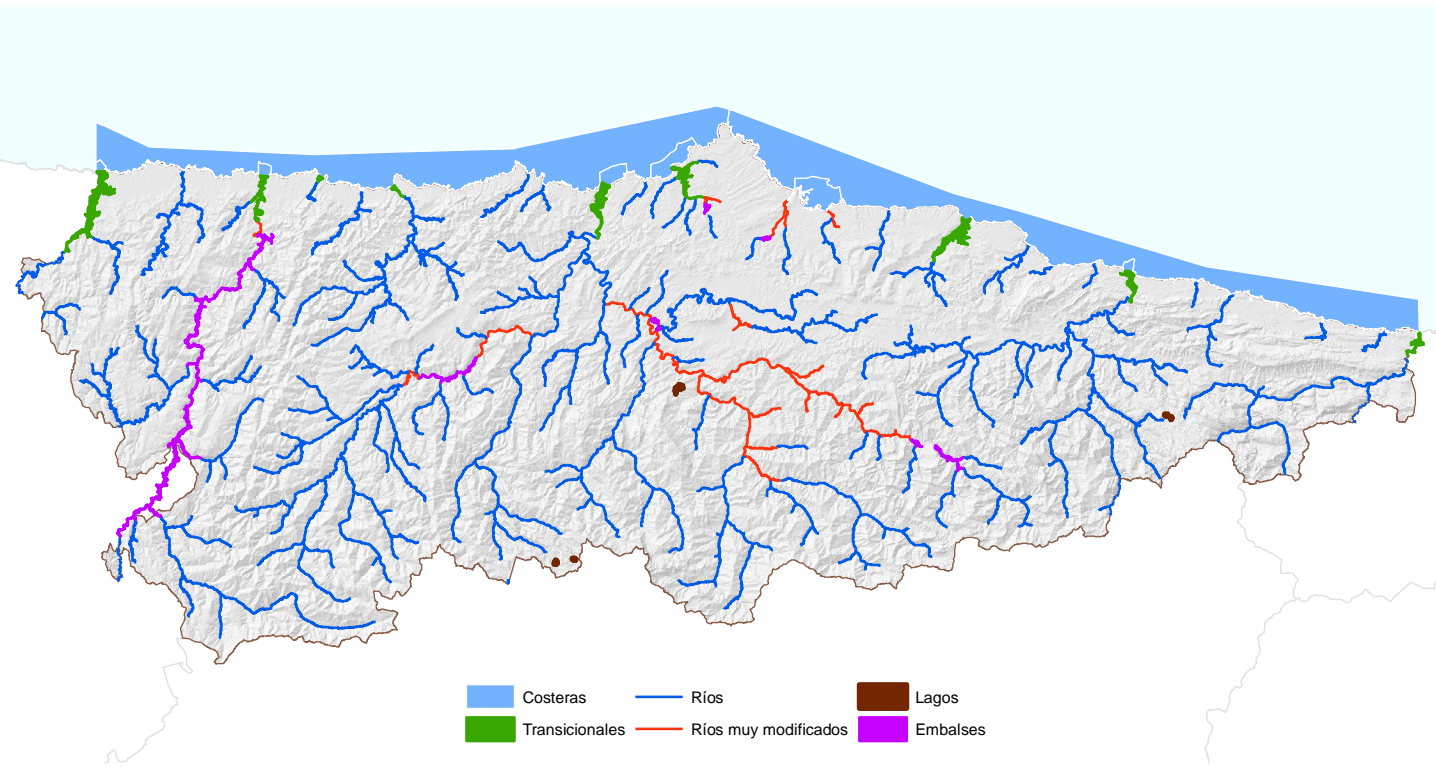 Costeras
Ríos
Lagos
Transicionales
Ríos muy modificados
Embalses